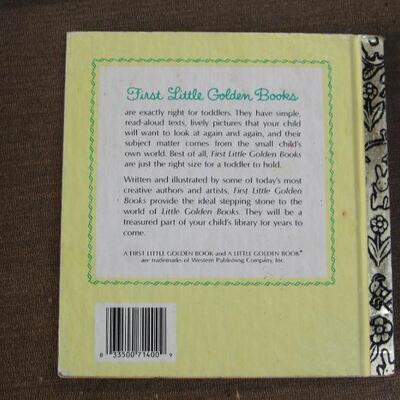 First Little Golden Books
are exactly right for toddlers. They have simple,
read-aloud texts, lively pictures that your child
will want to look at again and again, and their
subject matter comes from the small child's
own world. Best of all, First Little Golden Books
are just the right size for a toddler to hold.
Written and illustrated by some of today's most
creative authors and artists, First Little Golden
Books provide the ideal stepping stone to the
world of Little Golden Books. They will be a
treasured part of your child's library for years to
come.
A FIRST LITTLE GOLDEN BOOK and A LITTLE GOLDEN BOOK®
are trademarks of Western Publishing Company, Inc.
8 33500 71400 9